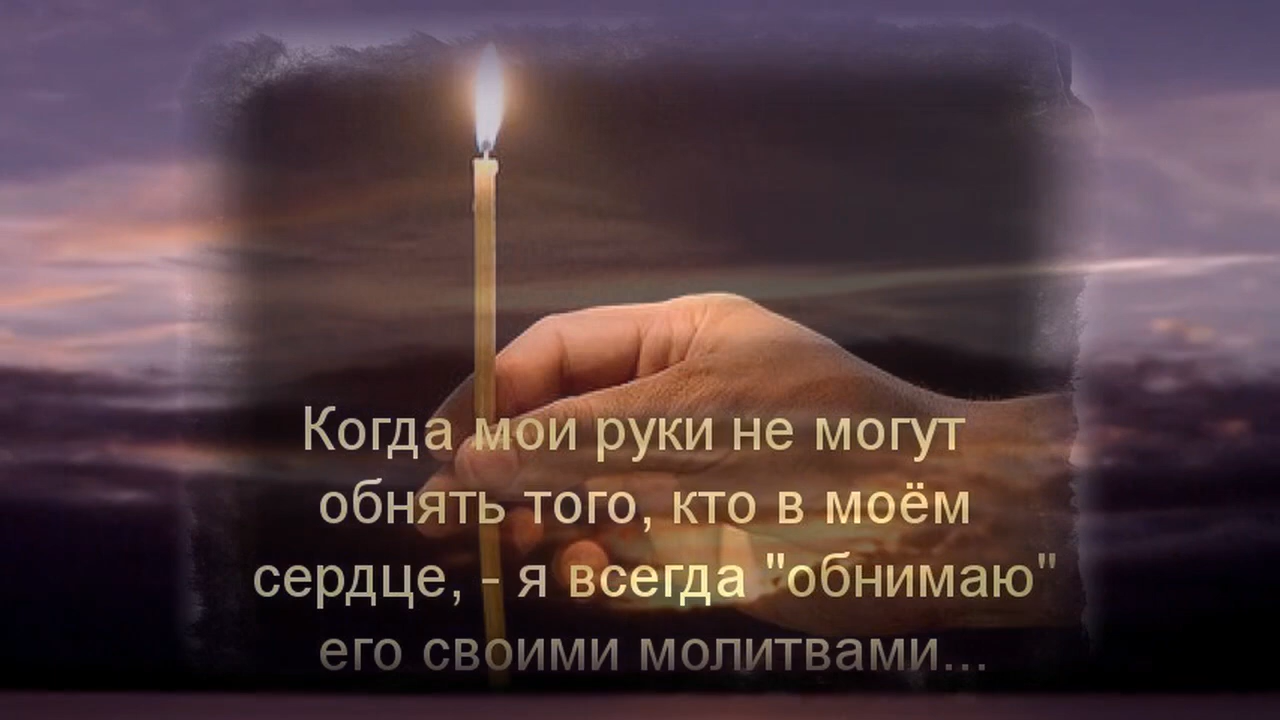 Когда мои руки не могут
обнять того, кто в моём
сердце, - я всегда "обнимаю"
его своими молитвами...